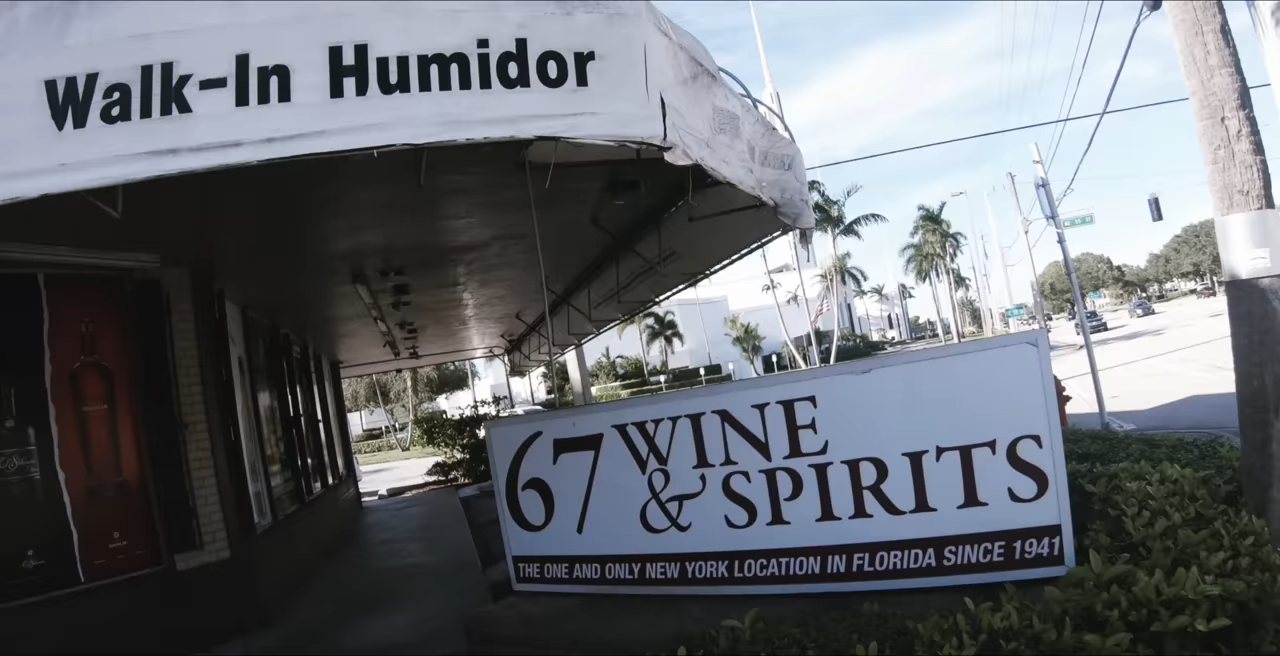 Walk-In Humidor
67 WINE
& SPIRITS
THE ONE AND ONLY NEW YORK LOCATION IN FLORIDA SINCE 1941